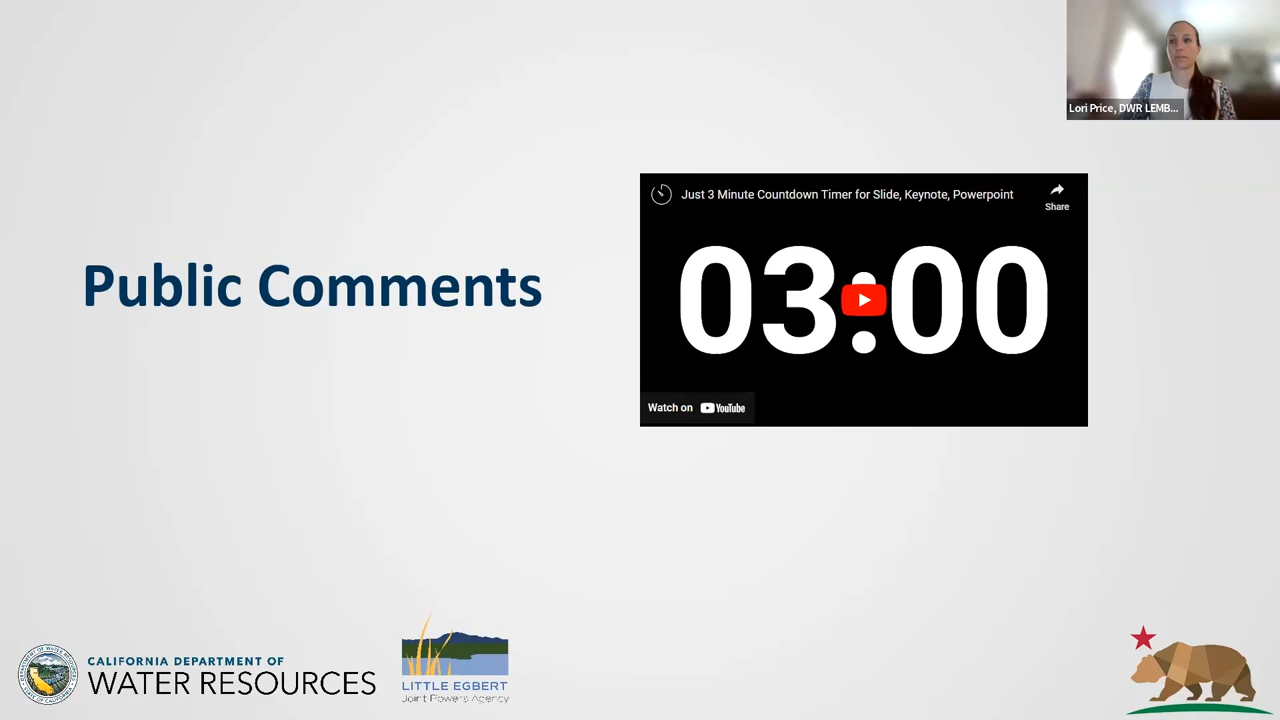 Lori Price, DWR LEMB...
Just 3 Minute Countdown Timer for Slide, Keynote, Powerpoint
Share
03:00
Public Comments
Watch on YouTube
CALIFORNIA DEPARTMENT OF
WATER RESOURCES
LITTLE EGBERT
Joint Powers Agency